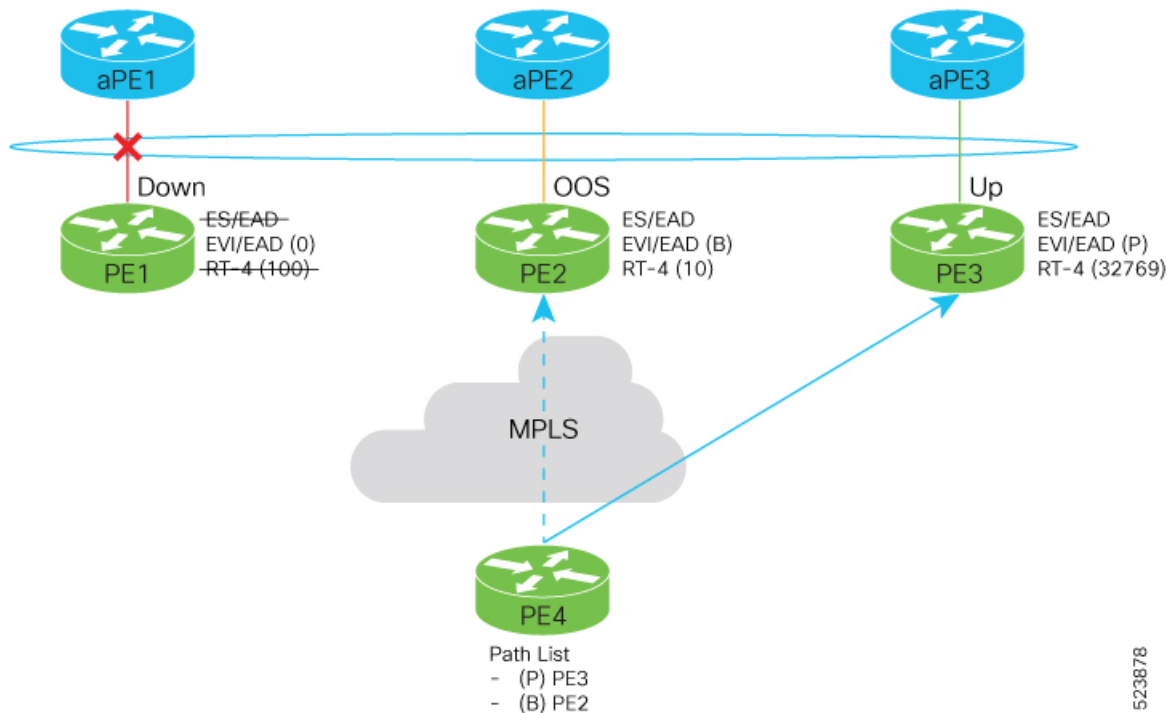 aPE1
aPE2
aPE3
Down
OOS
Up
PE1
ES/EAD
EVI/EAD (0)
RT-4 (100)
PE2
ES/EAD
EVI/EAD (B)
RT-4 (10)
PE3
ES/EAD
EVI/EAD (P)
RT-4 (32769)
MPLS
PE4
Path List
- (P) PE3
- (B) PE2
523878